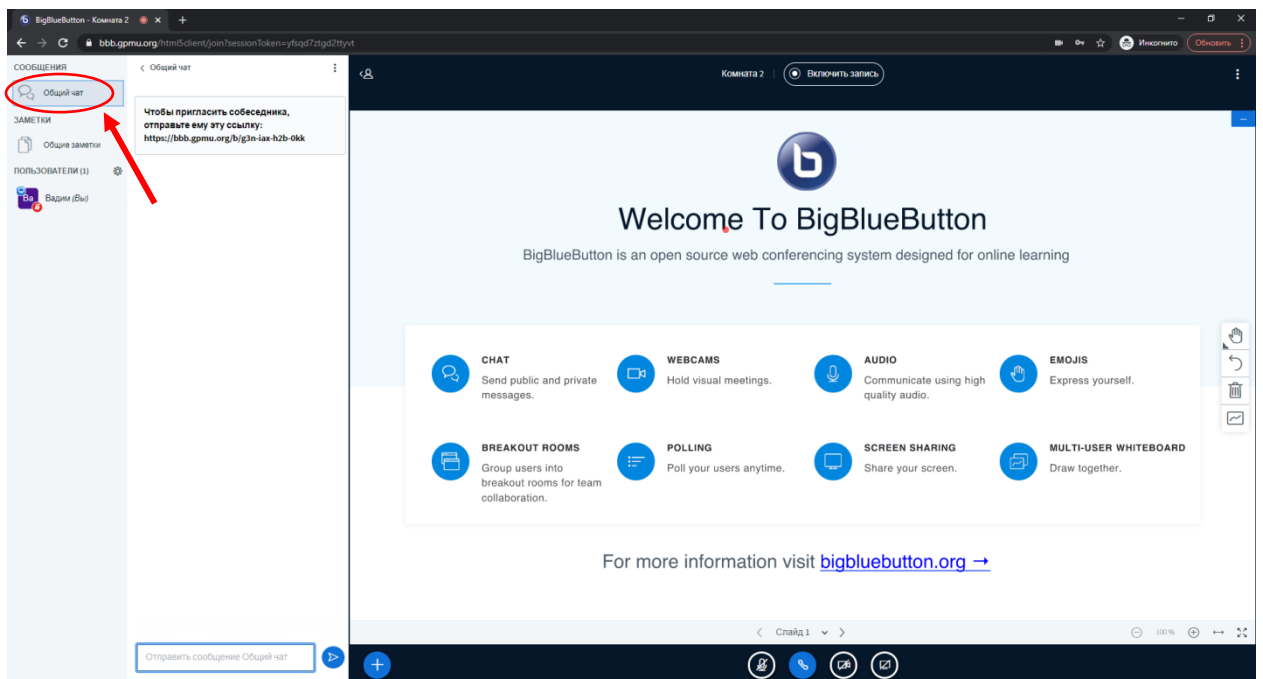 BigBlueButton - Комната 2
bbb.gpmu.org/html5client/join?sessionToken=yfsqd7ztgd2ttyvt
Инкогнито
Обновить
СООБЩЕНИЯ
Общий чат
ЗАМЕТКИ
Общие заметки
ПОЛЬЗОВАТЕЛИ (1)
Ва
Вадим (Вы)
Общий чат
Чтобы пригласить собеседника,
отправьте ему эту ссылку:
https://bbb.gpmu.org/b/g3n-iax-h2b-0kk
Отправить сообщение Общий чат
Комната 2
Включить запись
Welcome To BigBlueButton
BigBlueButton is an open source web conferencing system designed for online learning
CHAT
Send public and private
messages.
WEBCAMS
Hold visual meetings.
AUDIO
Communicate using high
quality audio.
EMOJIS
Express yourself.
BREAKOUT ROOMS
Group users into
breakout rooms for team
collaboration.
POLLING
Poll your users anytime.
SCREEN SHARING
Share your screen.
MULTI-USER WHITEBOARD
Draw together.
For more information visit bigbluebutton.org →
Слайд 1
100%